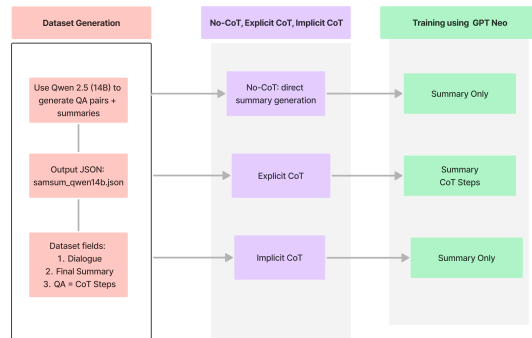 Dataset Generation
No-CoT, Explicit CoT, Implicit CoT
Training using GPT Neo
Use Qwen 2.5 (14B) to
generate QA pairs +
summaries
No-CoT: direct
summary generation
Summary Only
Output JSON:
samsum_qwen14b.json
Explicit CoT
Summary
CoT Steps
Dataset fields:
1. Dialogue
2. Final Summary
3. QA = CoT Steps
Implicit CoT
Summary Only